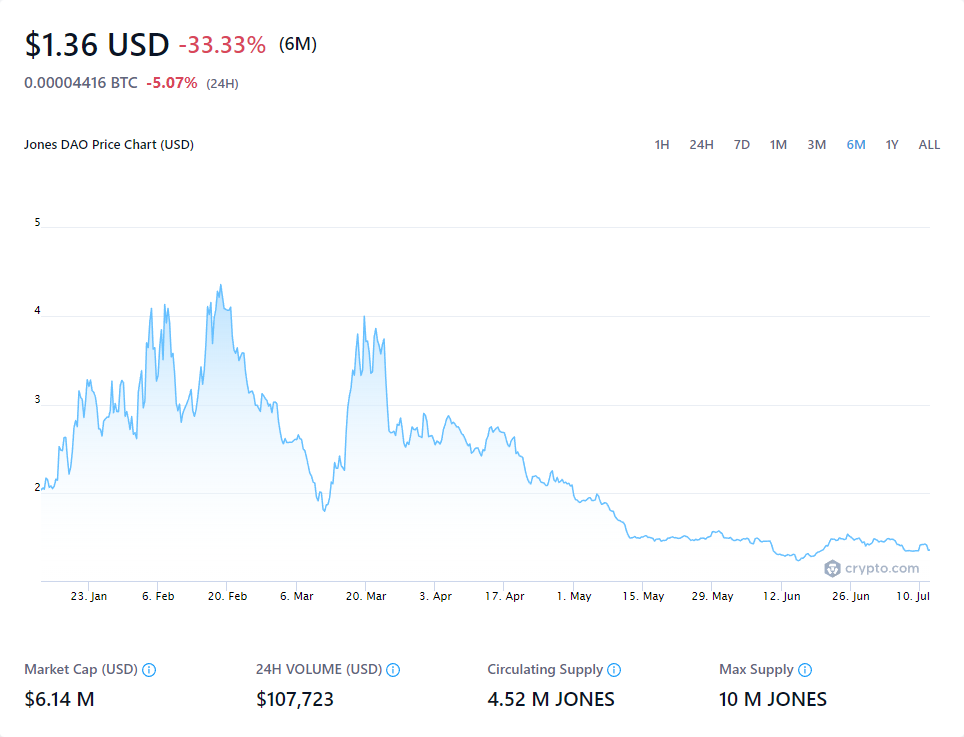 $1.36 USD -33.33% (6M)
0.00004416 BTC -5.07% (24H)
Jones DAO Price Chart (USD) 1H 24H 7D 1M 3M 6M 1Y ALL
5
4
3
2
crypto.com
23. Jan 6. Feb 20. Feb 6. Mar 20. Mar 3. Apr 17. Apr 1. May 15. May 29. May 12. Jun 26. Jun 10. Jul
Market Cap (USD) 24H VOLUME (USD) Circulating Supply Max Supply
$6.14 M $107,723 4.52 M JONES 10 M JONES